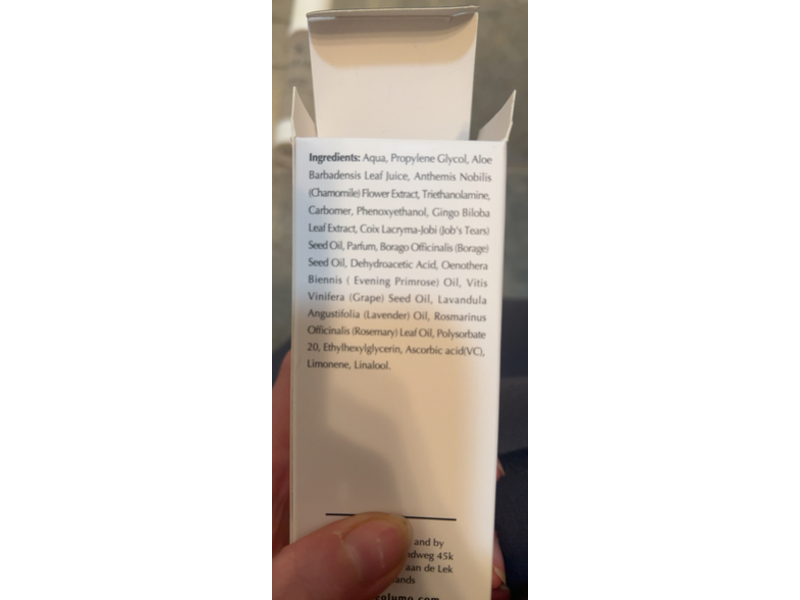 Ingredients: Aqua, Propylene Glycol, Aloe
Barbadensis Leaf Juice, Anthemis Nobilis
(Chamomile) Flower Extract, Triethanolamine,
Carbomer, Phenoxyethanol, Gingo Biloba
Leaf Extract, Coix Lacryma-Jobi (Job's Tears)
Seed Oil, Parfum, Borago Officinalis (Borage)
Seed Oil, Dehydroacetic Acid, Oenothera
Biennis ( Evening Primrose) Oil, Vitis
Vinifera (Grape) Seed Oil, Lavandula
Angustifolia (Lavender) Oil, Rosmarinus
Officinalis (Rosemary) Leaf Oil, Polysorbate
20, Ethylhexylglycerin, Ascorbic acid(VC),
Limonene, Linalool.
and by
dweg 45k
aan de Lek
ands